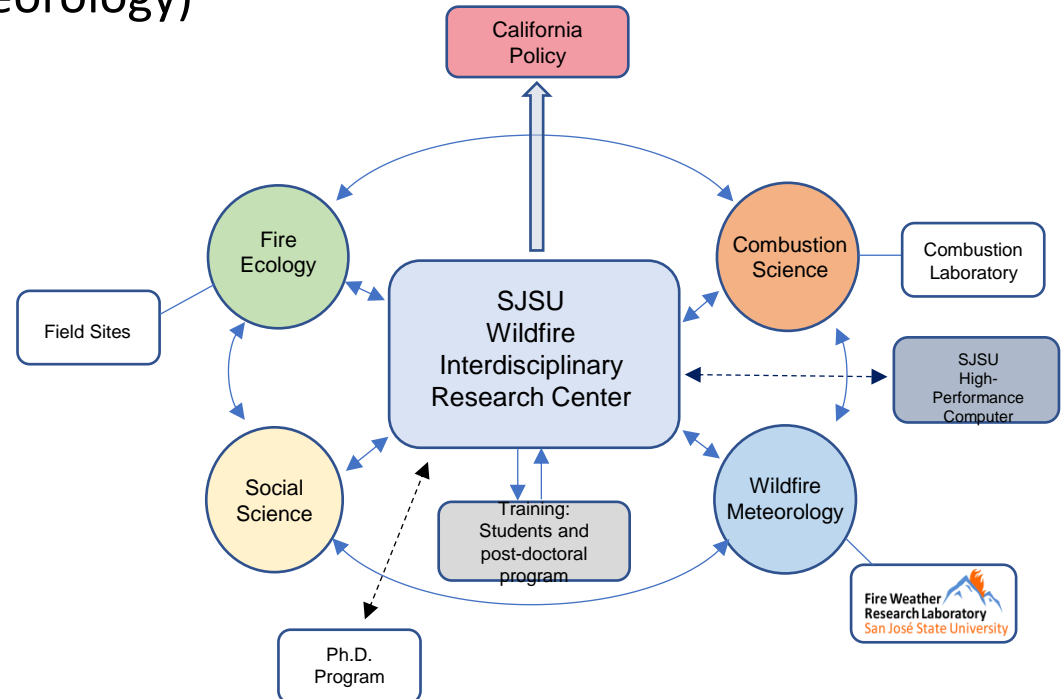 eorology)
California
Policy
Fire
Ecology
Combustion
Science
Combustion
Laboratory
Field Sites
SJSU
Wildfire
Interdisciplinary
Research Center
SJSU
High-
Performance
Computer
Social
Science
Training:
Students and
post-doctoral
program
Wildfire
Meteorology
Fire Weather
Research Laboratory
San José State University
Ph.D.
Program